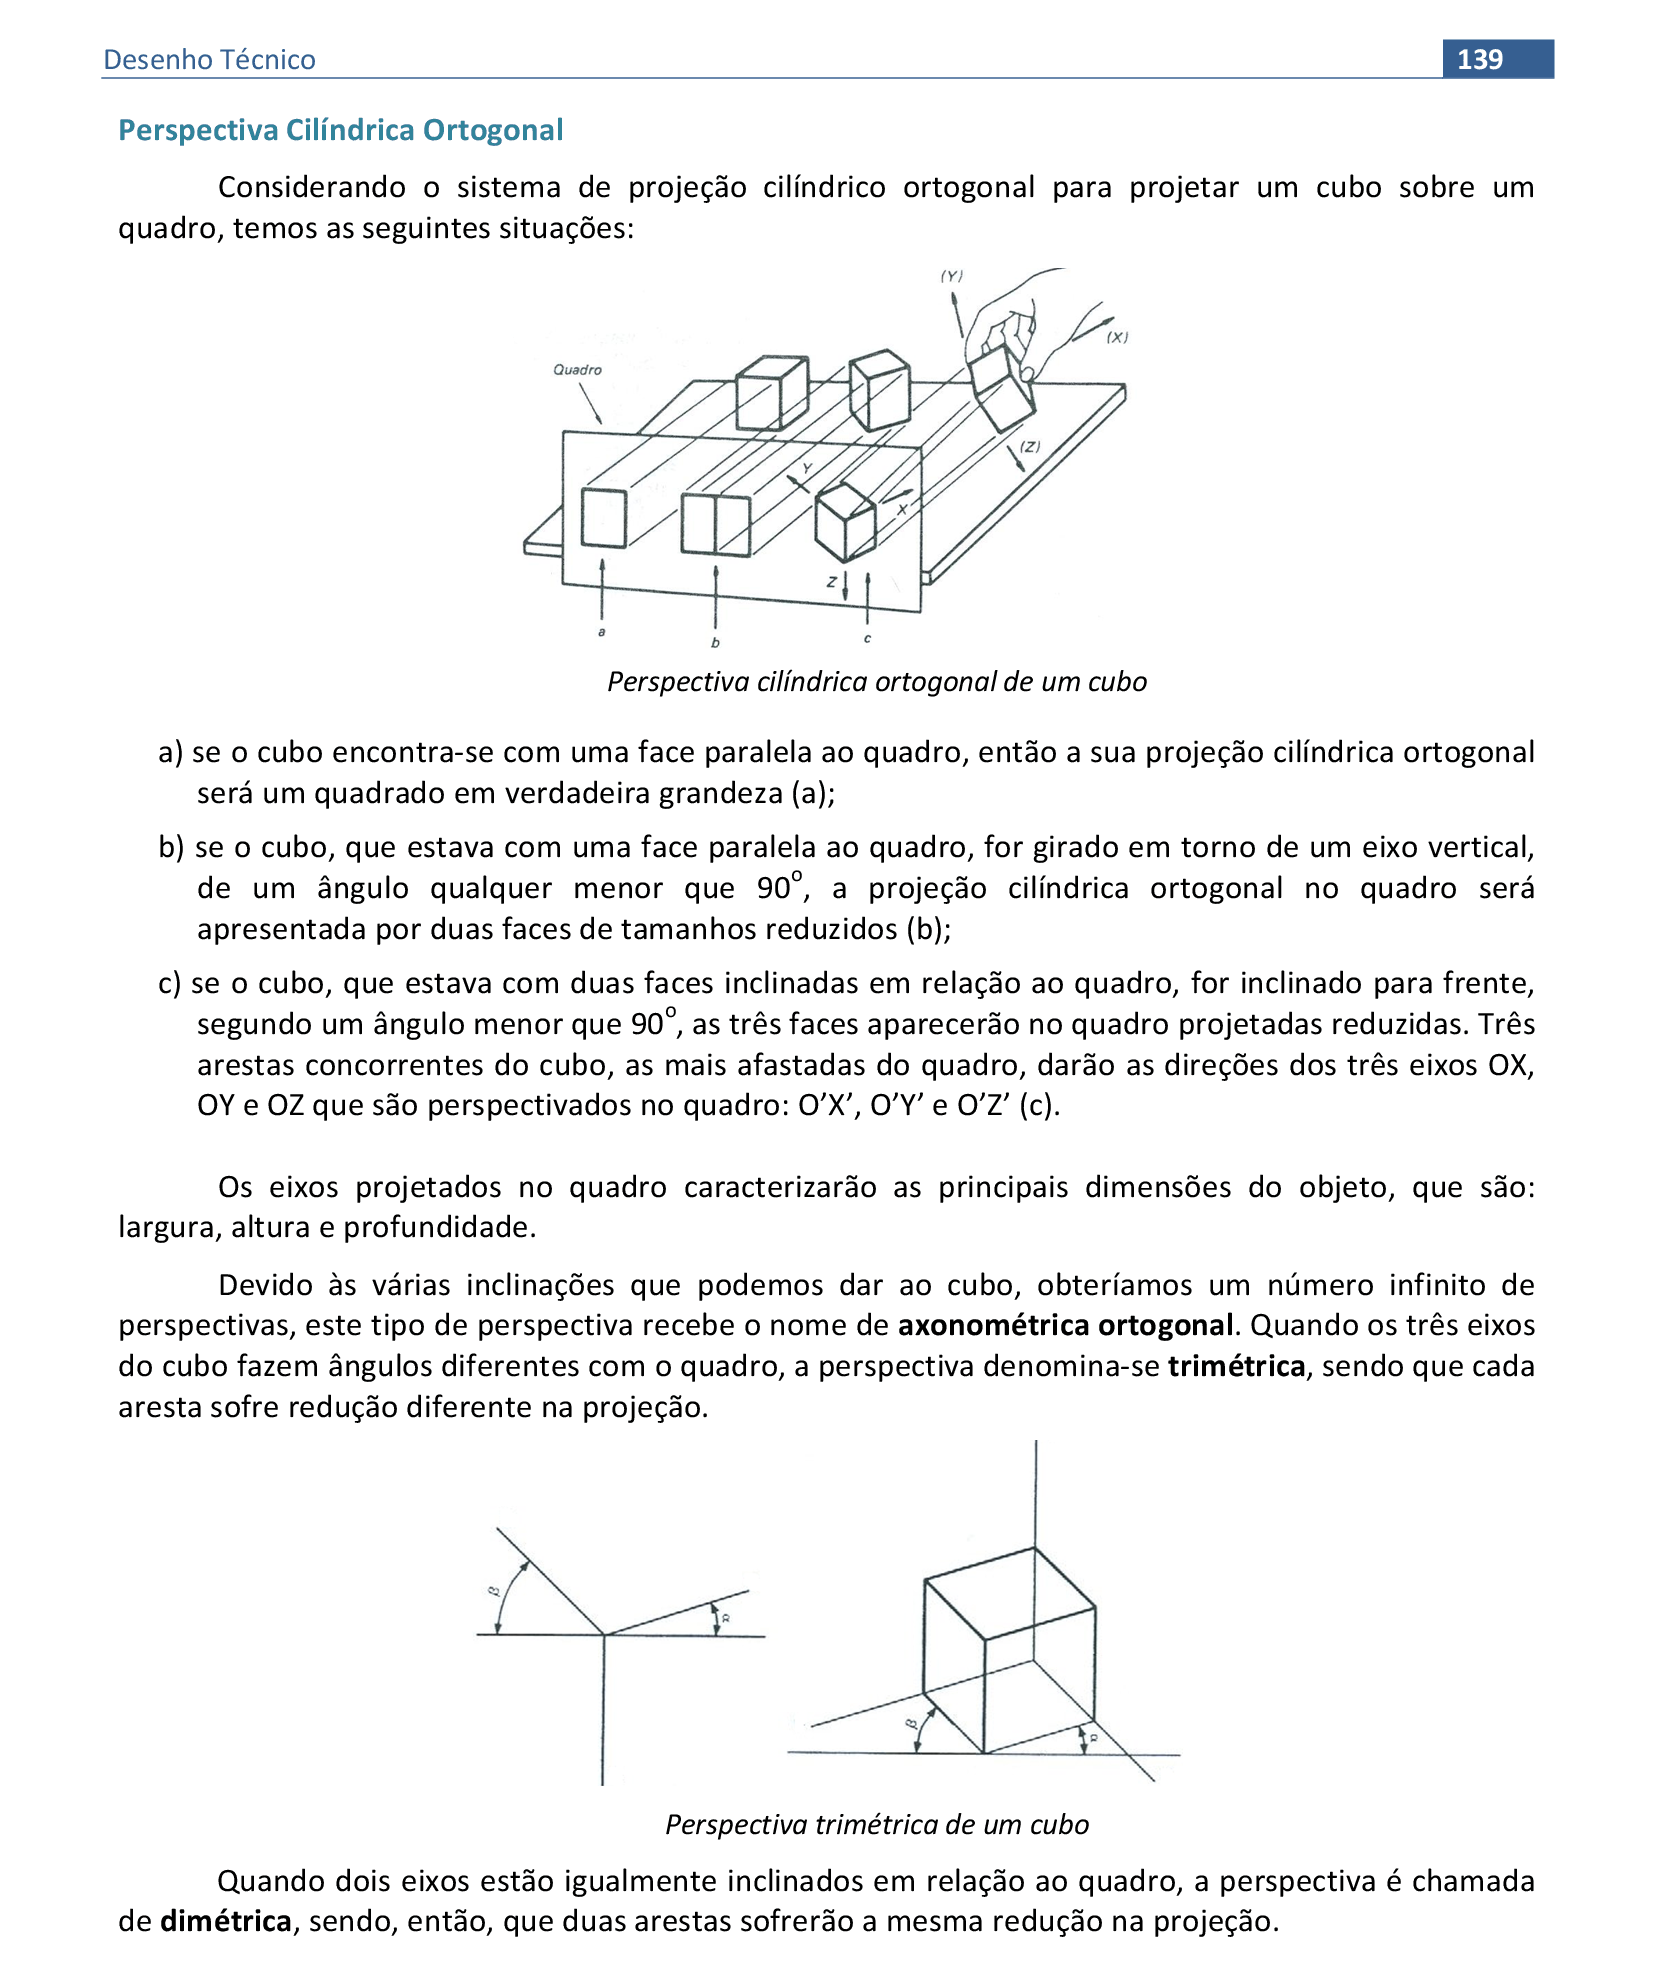 Desenho Técnico
139
Perspectiva Cilíndrica Ortogonal
Considerando o sistema de projeção cilíndrico ortogonal para projetar um cubo sobre um
quadro, temos as seguintes situações:
(Y)
(X)
Quadro
(Z)
Y
X
Z
a
b
c
Perspectiva cilíndrica ortogonal de um cubo
a) se o cubo encontra-se com uma face paralela ao quadro, então a sua projeção cilíndrica ortogonal
será um quadrado em verdadeira grandeza (a);
b) se o cubo, que estava com uma face paralela ao quadro, for girado em torno de um eixo vertical,
de um ângulo qualquer menor que 90º, a projeção cilíndrica ortogonal no quadro será
apresentada por duas faces de tamanhos reduzidos (b);
c) se o cubo, que estava com duas faces inclinadas em relação ao quadro, for inclinado para frente,
segundo um ângulo menor que 90º, as três faces aparecerão no quadro projetadas reduzidas. Três
arestas concorrentes do cubo, as mais afastadas do quadro, darão as direções dos três eixos OX,
OY e OZ que são perspectivados no quadro: O’X’, O’Y’ e O’Z’ (c).
Os eixos projetados no quadro caracterizarão as principais dimensões do objeto, que são:
largura, altura e profundidade.
Devido às várias inclinações que podemos dar ao cubo, obteríamos um número infinito de
perspectivas, este tipo de perspectiva recebe o nome de axonométrica ortogonal. Quando os três eixos
do cubo fazem ângulos diferentes com o quadro, a perspectiva denomina-se trimétrica, sendo que cada
aresta sofre redução diferente na projeção.
β
α
β
α
Perspectiva trimétrica de um cubo
Quando dois eixos estão igualmente inclinados em relação ao quadro, a perspectiva é chamada
de dimétrica, sendo, então, que duas arestas sofrerão a mesma redução na projeção.